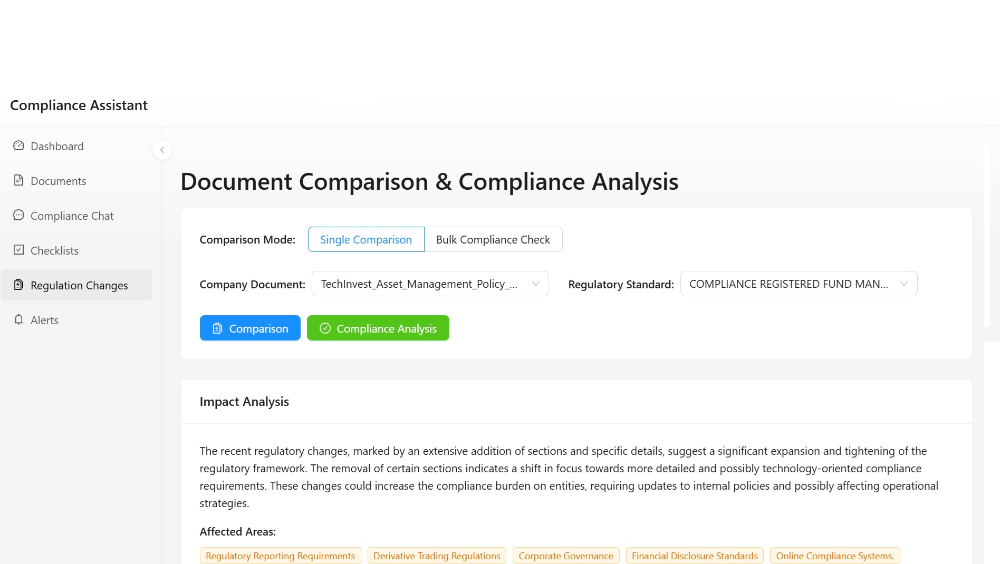 Compliance Assistant
Dashboard
Documents
Compliance Chat
Checklists
Regulation Changes
Alerts
Document Comparison & Compliance Analysis
Comparison Mode: Single Comparison Bulk Compliance Check
Company Document: TechInvest_Asset_Management_Policy_... Regulatory Standard: COMPLIANCE REGISTERED FUND MAN...
Comparison Compliance Analysis
Impact Analysis
The recent regulatory changes, marked by an extensive addition of sections and specific details, suggest a significant expansion and tightening of the
regulatory framework. The removal of certain sections indicates a shift in focus towards more detailed and possibly technology-oriented compliance
requirements. These changes could increase the compliance burden on entities, requiring updates to internal policies and possibly affecting operational
strategies.
Affected Areas:
Regulatory Reporting Requirements Derivative Trading Regulations Corporate Governance Financial Disclosure Standards Online Compliance Systems.